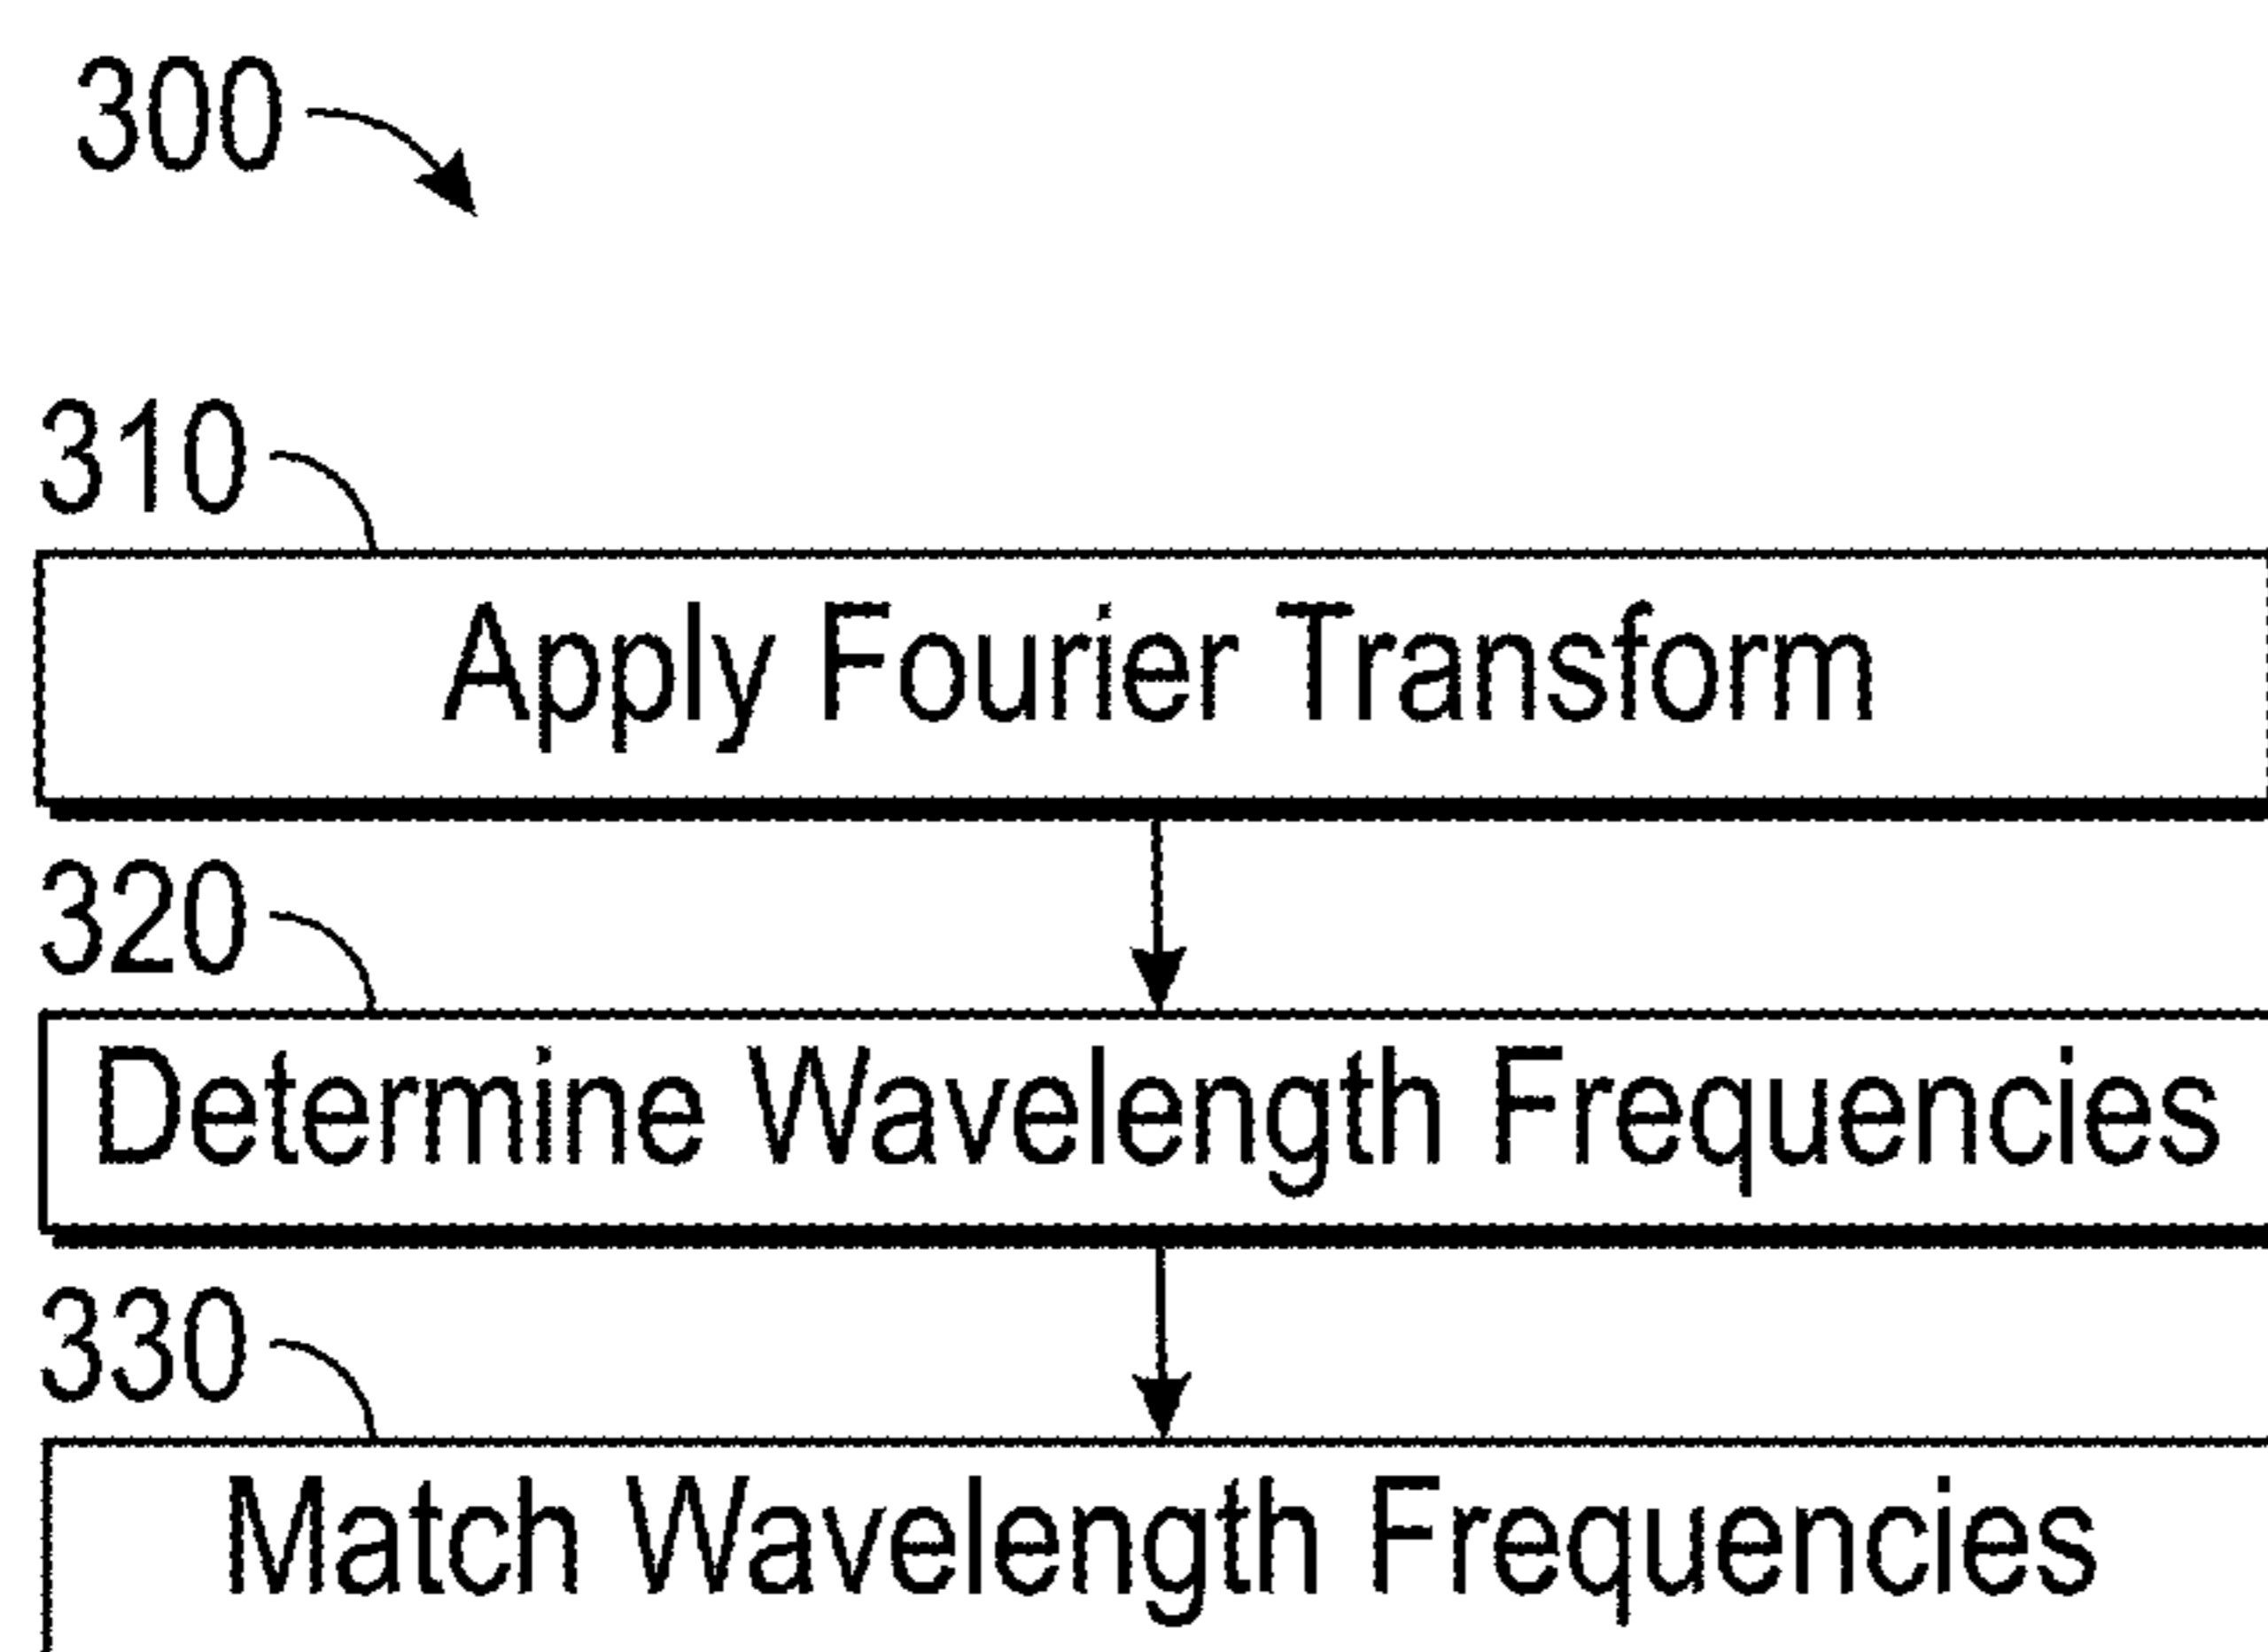 300
310
Apply Fourier Transform
320
Determine Wavelength Frequencies
330
Match Wavelength Frequencies